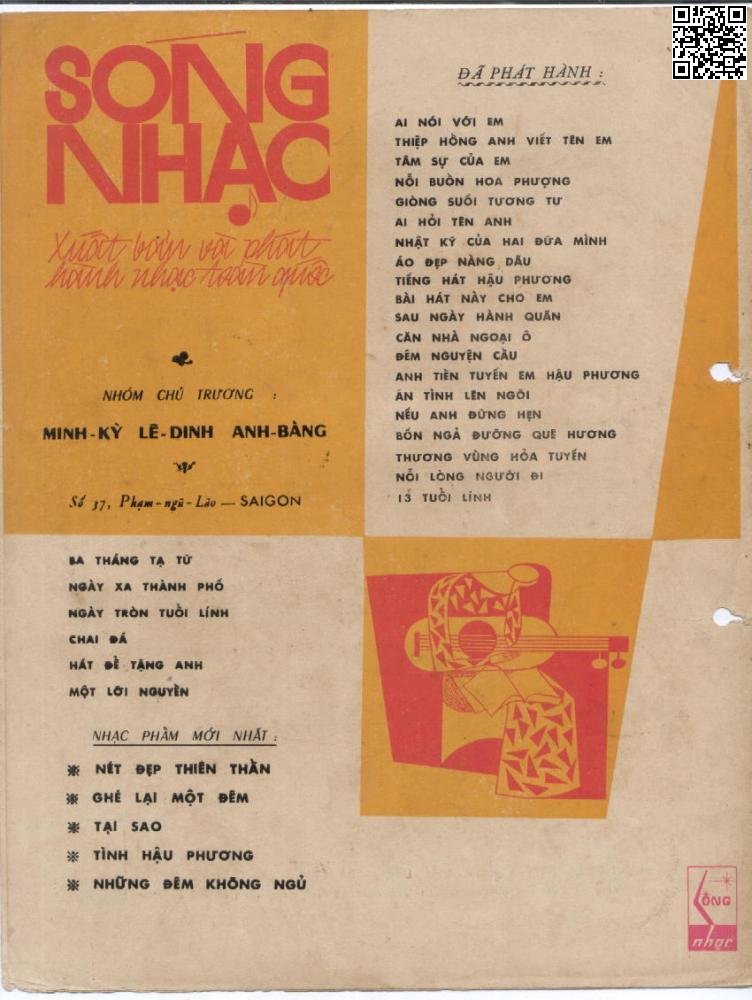 SÓNG
NHẠC
Xuất bản và phát
hành nhạc toàn quốc
NHÓM CHỦ TRƯƠNG :
MINH-KỲ LÊ-DINH ANH-BẰNG
Số 37, Phạm-ngũ-Lão — SAIGON
ĐÃ PHÁT HÀNH :
AI NÓI VỚI EM
THIỆP HỒNG ANH VIẾT TÊN EM
TÂM SỰ CỦA EM
NỖI BUỒN HOA PHƯỢNG
GIÒNG SUỐI TƯƠNG TƯ
AI HỎI TÊN ANH
NHẬT KÝ CỦA HAI ĐỨA MÌNH
ÁO ĐẸP NÀNG DÂU
TIẾNG HÁT HẬU PHƯƠNG
BÀI HÁT NÀY CHO EM
SAU NGÀY HÀNH QUÂN
CĂN NHÀ NGOẠI Ô
ĐÊM NGUYỆN CẦU
ANH TIỀN TUYẾN EM HẬU PHƯƠNG
ÂN TÌNH LÊN NGÔI
NẾU ANH ĐỪNG HẸN
BỐN NGẢ ĐƯỜNG QUÊ HƯƠNG
THƯƠNG VÙNG HỎA TUYẾN
NỖI LÒNG NGƯỜI ĐI
13 TUỔI LÍNH
BA THÁNG TẠ TỪ
NGÀY XA THÀNH PHỐ
NGÀY TRÒN TUỔI LÍNH
CHAI ĐÁ
HÁT ĐỂ TẶNG ANH
MỘT LỜI NGUYỀN
NHẠC PHẨM MỚI NHẤT :
※ NÉT ĐẸP THIÊN THẦN
※ GHÉ LẠI MỘT ĐÊM
※ TẠI SAO
※ TÌNH HẬU PHƯƠNG
※ NHỮNG ĐÊM KHÔNG NGỦ
SÓNG
nhạc